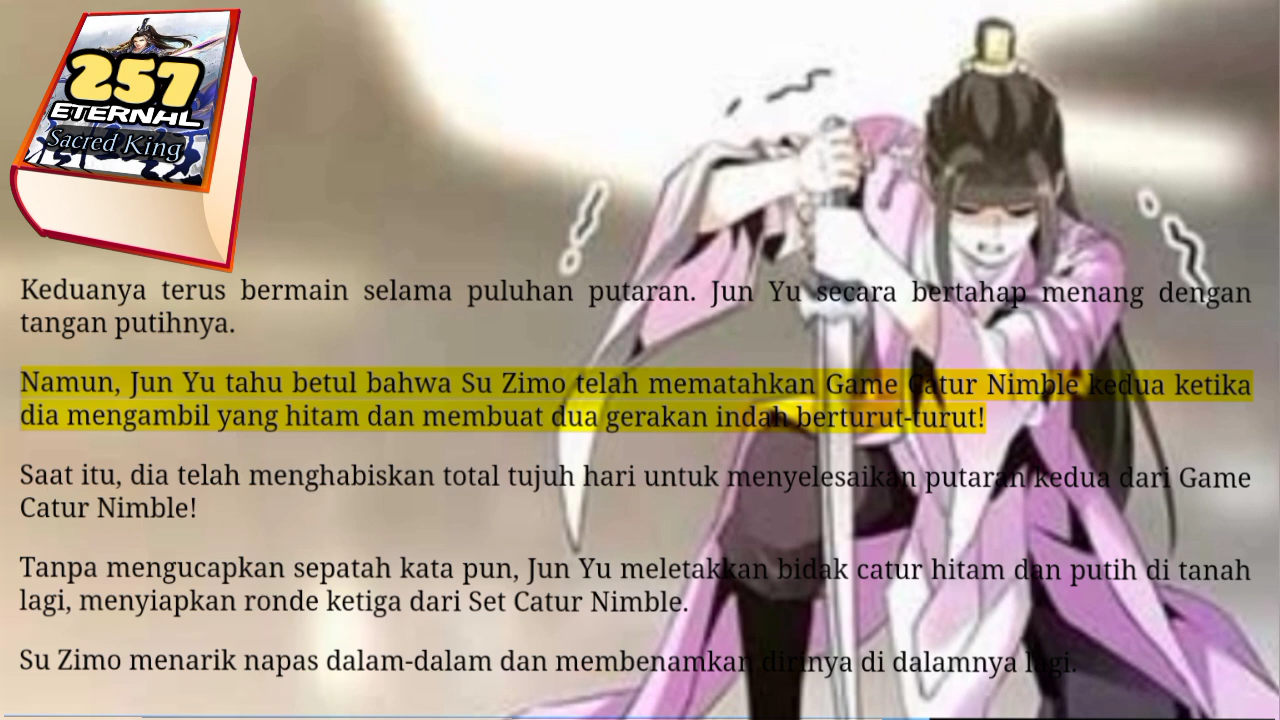 257
ETERNAL
Sacred King
Keduanya terus bermain selama puluhan putaran. Jun Yu secara bertahap menang dengan
tangan putihnya.
Namun, Jun Yu tahu betul bahwa Su Zimo telah mematahkan Game Catur Nimble kedua ketika
dia mengambil yang hitam dan membuat dua gerakan indah berturut-turut!
Saat itu, dia telah menghabiskan total tujuh hari untuk menyelesaikan putaran kedua dari Game
Catur Nimble!
Tanpa mengucapkan sepatah kata pun, Jun Yu meletakkan bidak catur hitam dan putih di tanah
lagi, menyiapkan ronde ketiga dari Set Catur Nimble.
Su Zimo menarik napas dalam-dalam dan membenamkan dirinya di dalamnya lagi.